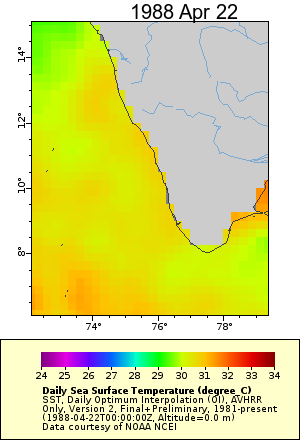 1988 Apr 22
14°
12°
10°
8°
74° 76° 78°
24 25 26 27 28 29 30 31 32 33 34
Daily Sea Surface Temperature (degree_C)
SST, Daily Optimum Interpolation (OI), AVHRR
Only, Version 2, Final+Preliminary, 1981-present
(1988-04-22T00:00:00Z, Altitude=0.0 m)
Data courtesy of NOAA NCEI